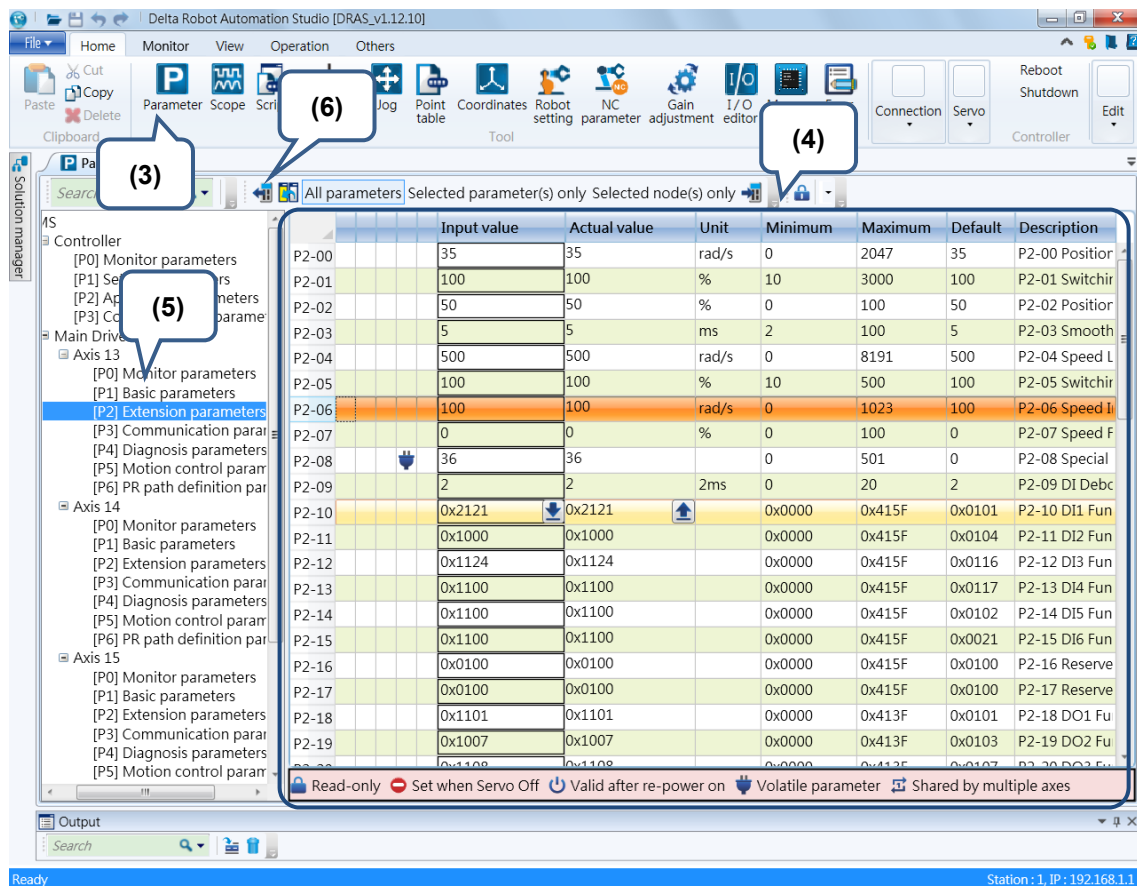 Delta Robot Automation Studio [DRAS_v1.12.10]
File Home Monitor View Operation Others
Paste Cut Copy Delete
Clipboard
Parameter Scope Jog Point table Coordinates Robot setting NC parameter Gain adjustment I/O editor
Tool
Connection Servo
Reboot
Shutdown
Controller
Edit
(3)
(6)
(4)
(5)
Solution manager
All parameters Selected parameter(s) only Selected node(s) only
Controller
[P0] Monitor parameters
Main Drive
Axis 13
[P0] Monitor parameters
[P1] Basic parameters
[P2] Extension parameters
[P3] Communication parar
[P4] Diagnosis parameters
[P5] Motion control param
[P6] PR path definition par
Axis 14
[P0] Monitor parameters
[P1] Basic parameters
[P2] Extension parameters
[P3] Communication parar
[P4] Diagnosis parameters
[P5] Motion control param
[P6] PR path definition par
Axis 15
[P0] Monitor parameters
[P1] Basic parameters
[P2] Extension parameters
[P3] Communication parar
[P4] Diagnosis parameters
[P5] Motion control param
Input value Actual value Unit Minimum Maximum Default Description
P2-00 35 35 rad/s 0 2047 35 P2-00 Position
P2-01 100 100 % 10 3000 100 P2-01 Switchin
P2-02 50 50 % 0 100 50 P2-02 Position
P2-03 5 5 ms 2 100 5 P2-03 Smooth
P2-04 500 500 rad/s 0 8191 500 P2-04 Speed L
P2-05 100 100 % 10 500 100 P2-05 Switchin
P2-06 100 100 rad/s 0 1023 100 P2-06 Speed I
P2-07 0 0 % 0 100 0 P2-07 Speed F
P2-08 36 36 0 501 0 P2-08 Special
P2-09 2 2 2ms 0 20 2 P2-09 DI Debc
P2-10 0x2121 0x2121 0x0000 0x415F 0x0101 P2-10 DI1 Fun
P2-11 0x1000 0x1000 0x0000 0x415F 0x0104 P2-11 DI2 Fun
P2-12 0x1124 0x1124 0x0000 0x415F 0x0116 P2-12 DI3 Fun
P2-13 0x1100 0x1100 0x0000 0x415F 0x0117 P2-13 DI4 Fun
P2-14 0x1100 0x1100 0x0000 0x415F 0x0102 P2-14 DI5 Fun
P2-15 0x1100 0x1100 0x0000 0x415F 0x0021 P2-15 DI6 Fun
P2-16 0x0100 0x0100 0x0000 0x415F 0x0100 P2-16 Reserve
P2-17 0x0100 0x0100 0x0000 0x415F 0x0100 P2-17 Reserve
P2-18 0x1101 0x1101 0x0000 0x413F 0x0101 P2-18 DO1 Fu
P2-19 0x1007 0x1007 0x0000 0x413F 0x0103 P2-19 DO2 Fu
Read-only Set when Servo Off Valid after re-power on Volatile parameter Shared by multiple axes
Output
Search
Ready Station : 1, IP : 192.168.1.1